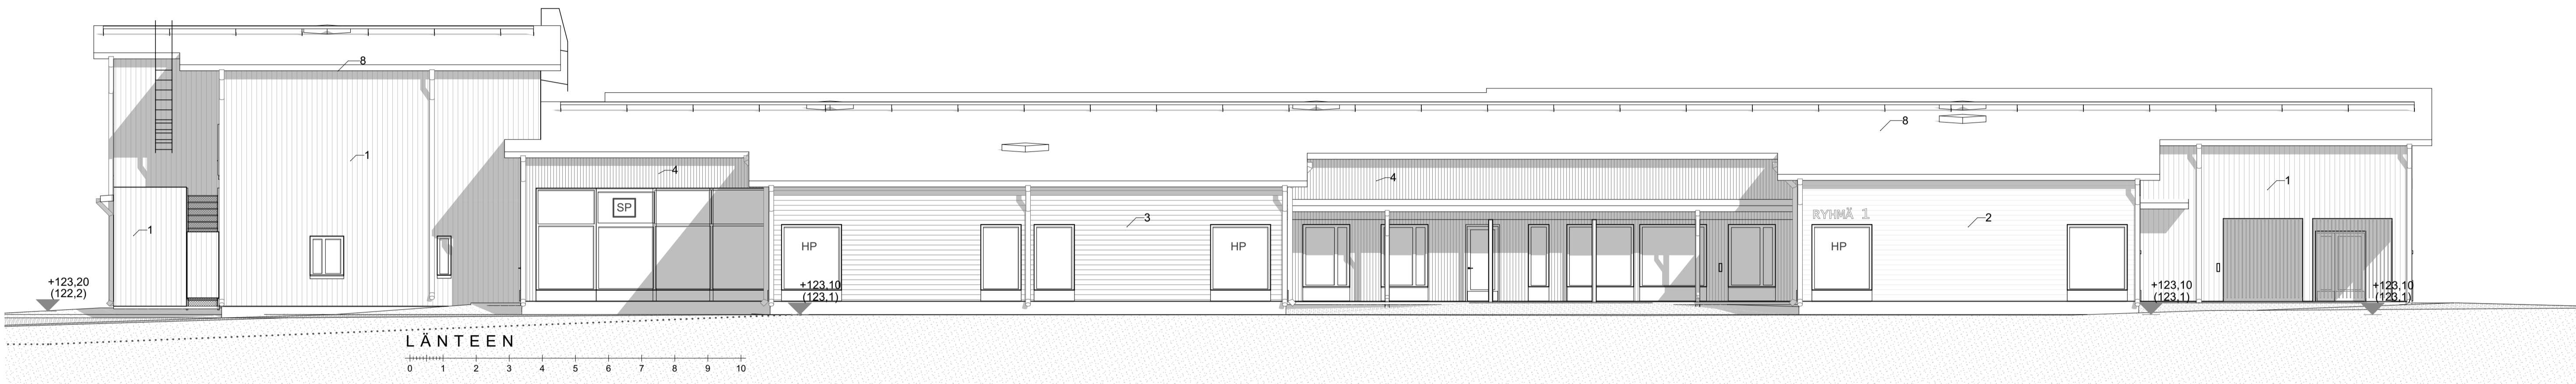 8
8
1
4
4
3
1
2
1
SP
RYHMÄ 1
HP
HP
HP
+123,20
(122,2)
+123,10
(123,1)
+123,10
(123,1)
+123,10
(123,1)
LÄNTEEN
0 1 2 3 4 5 6 7 8 9 10